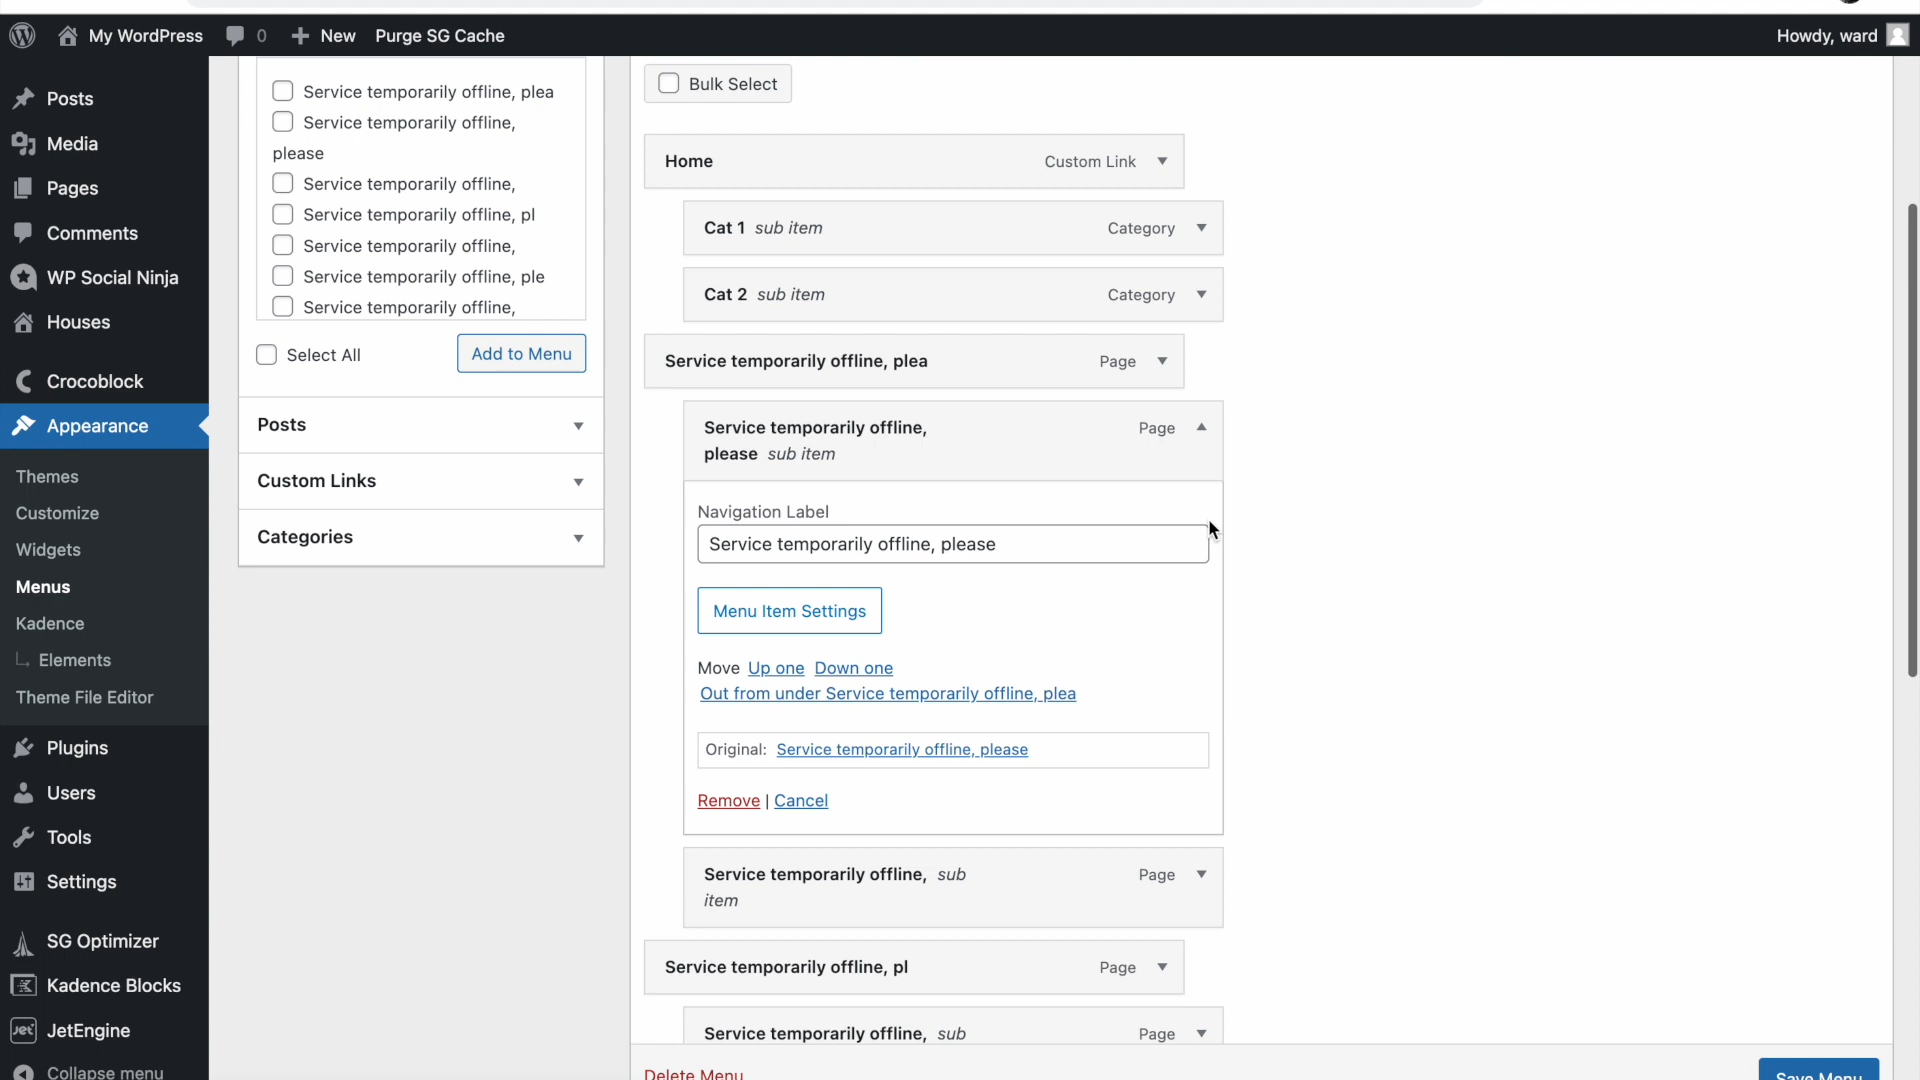 My WordPress
0
New
Purge SG Cache
Howdy, ward
Posts
Media
Pages
Comments
WP Social Ninja
Houses
Crocoblock
Appearance
Themes
Customize
Widgets
Menus
Kadence
Elements
Theme File Editor
Plugins
Users
Tools
Settings
SG Optimizer
Kadence Blocks
JetEngine
Collapse menu
Service temporarily offline, plea
Service temporarily offline,
please
Service temporarily offline,
Service temporarily offline, pl
Service temporarily offline,
Service temporarily offline, ple
Service temporarily offline,
Select All
Add to Menu
Posts
Custom Links
Categories
Bulk Select
Home Custom Link
Cat 1 sub item Category
Cat 2 sub item Category
Service temporarily offline, plea Page
Service temporarily offline, Page
please sub item
Navigation Label
Service temporarily offline, please
Menu Item Settings
Move Up one Down one
Out from under Service temporarily offline, plea
Original: Service temporarily offline, please
Remove | Cancel
Service temporarily offline, sub Page
item
Service temporarily offline, pl Page
Service temporarily offline, sub Page
Delete Menu
Save Menu